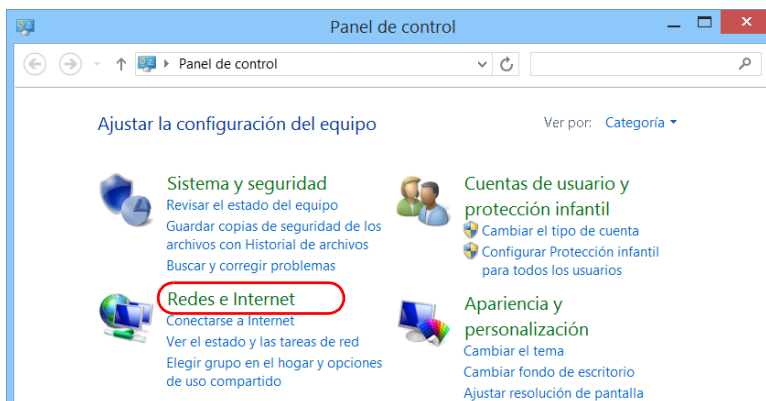 Panel de control
Panel de control
Ajustar la configuración del equipo
Ver por: Categoría
Sistema y seguridad
Revisar el estado del equipo
Guardar copias de seguridad de los
archivos con Historial de archivos
Buscar y corregir problemas
Redes e Internet
Conectarse a Internet
Ver el estado y las tareas de red
Elegir grupo en el hogar y opciones
de uso compartido
Cuentas de usuario y
protección infantil
Cambiar el tipo de cuenta
Configurar Protección infantil
para todos los usuarios
Apariencia y
personalización
Cambiar el tema
Cambiar fondo de escritorio
Ajustar resolución de pantalla